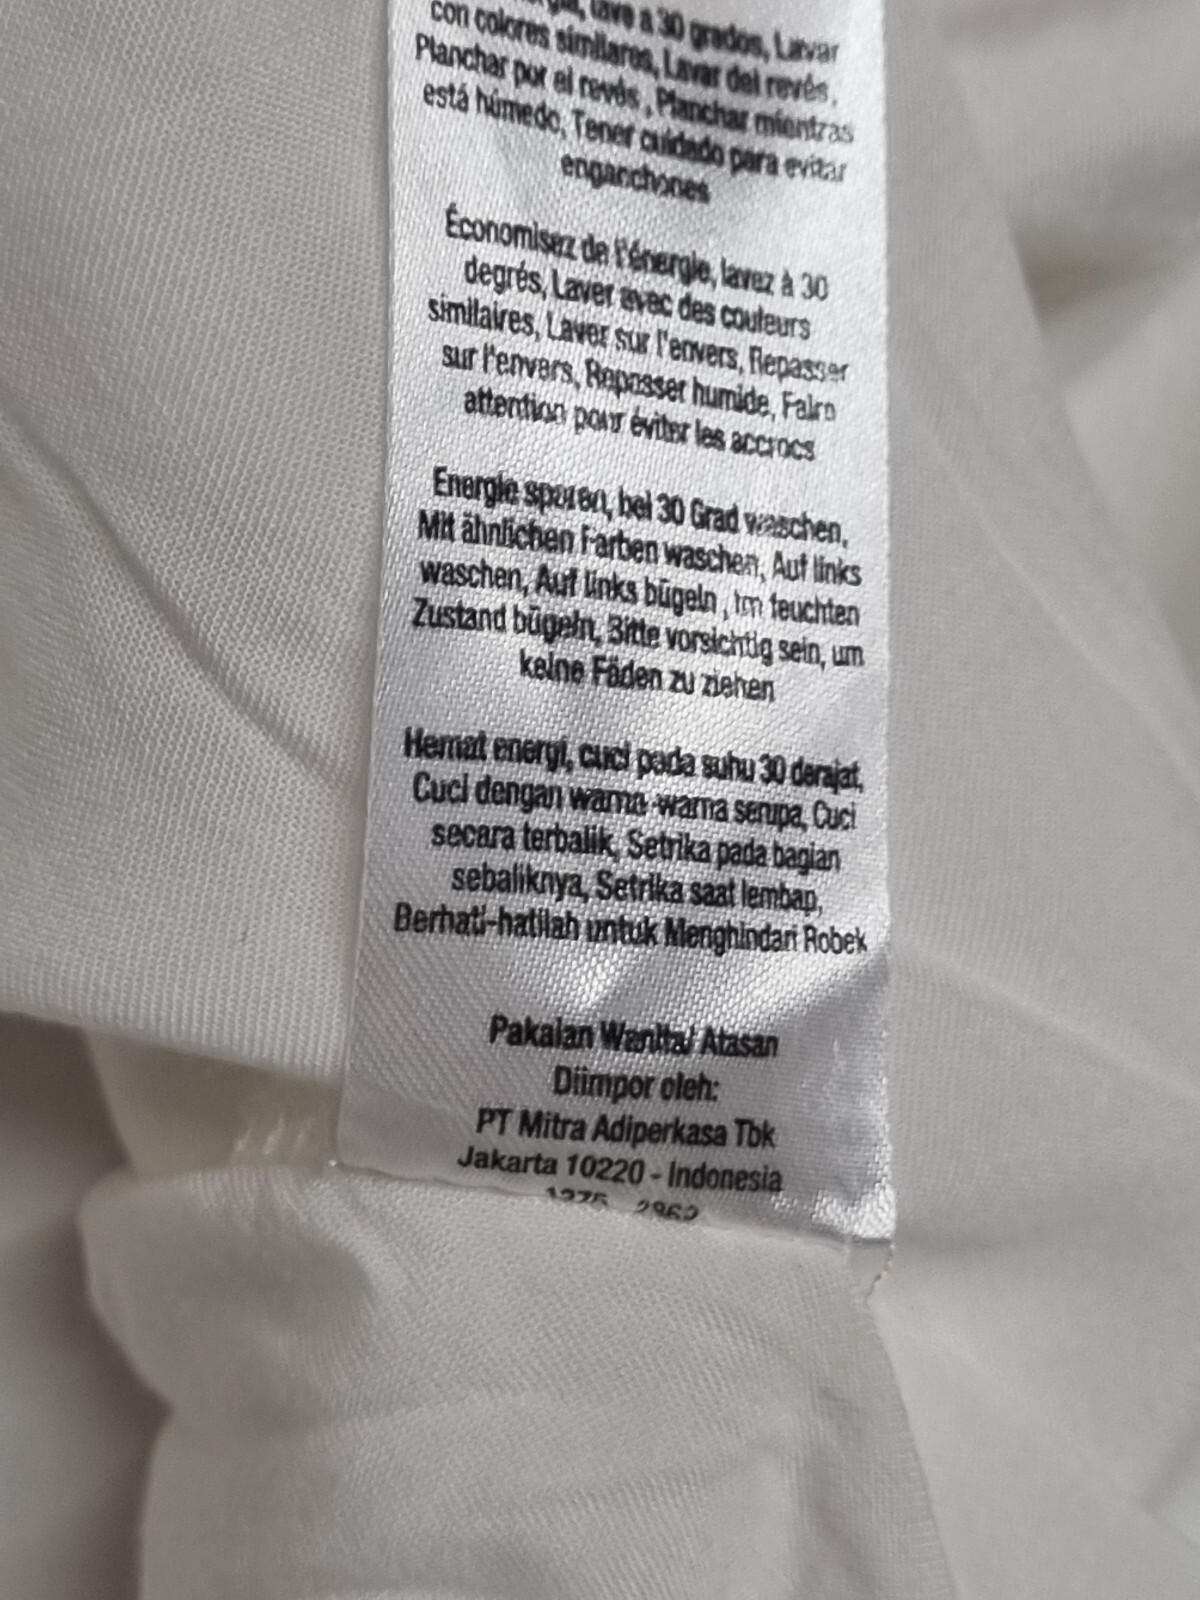 lave a 30 grados, Lavar
con colores similares, Lavar del revés,
Planchar por el revés , Planchar mientras
está húmedo, Tener cuidado para evitar
enganchones
Économisez de l'énergie, lavez à 30
degrés, Laver avec des couleurs
similaires, Laver sur l'envers, Repasser
sur l'envers, Repasser humide, Faire
attention pour éviter les accrocs
Energie sparen, bei 30 Grad waschen,
Mit ähnlichen Farben waschen, Auf links
waschen, Auf links bügeln , Im feuchten
Zustand bügeln, Bitte vorsichtig sein, um
keine Fäden zu ziehen
Hemat energi, cuci pada suhu 30 derajat,
Cuci dengan warna-warna serupa, Cuci
secara terbalik, Setrika pada bagian
sebaliknya, Setrika saat lembap,
Berhati-hatilah untuk Menghindari Robek
Pakaian Wanita/ Atasan
Diimpor oleh:
PT Mitra Adiperkasa Tbk
Jakarta 10220 - Indonesia